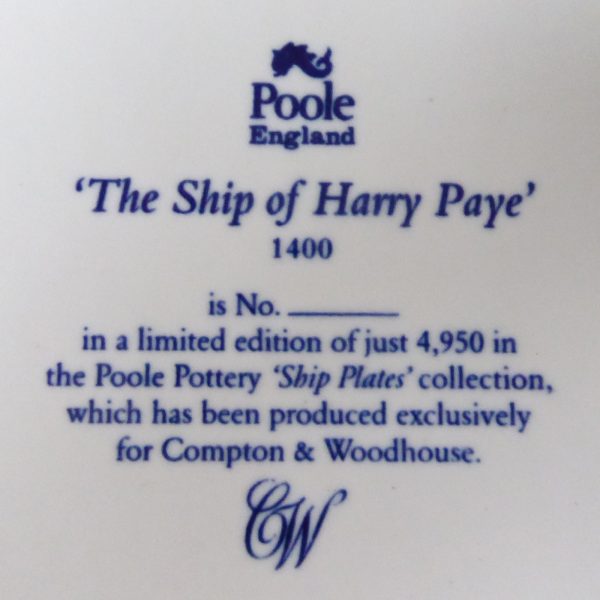 Poole
England
‘The Ship of Harry Paye’
1400
is No. ________
in a limited edition of just 4,950 in
the Poole Pottery ‘Ship Plates’ collection,
which has been produced exclusively
for Compton & Woodhouse.
CW